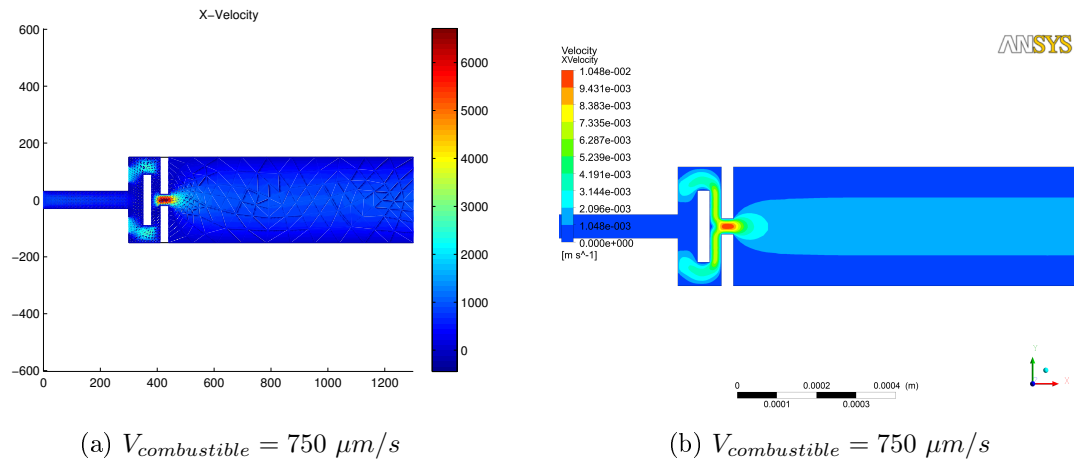 X−Velocity
600
400
200
0
−200
−400
−600
0 200 400 600 800 1000 1200
6000
5000
4000
3000
2000
1000
0
(a) V_combustible = 750 μm/s
ANSYS
Velocity
XVelocity
1.048e-002
9.431e-003
8.383e-003
7.335e-003
6.287e-003
5.239e-003
4.191e-003
3.144e-003
2.096e-003
1.048e-003
0.000e+000
[m s^-1]
Y
X
0 0.0002 0.0004 (m)
0.0001 0.0003
(b) V_combustible = 750 μm/s